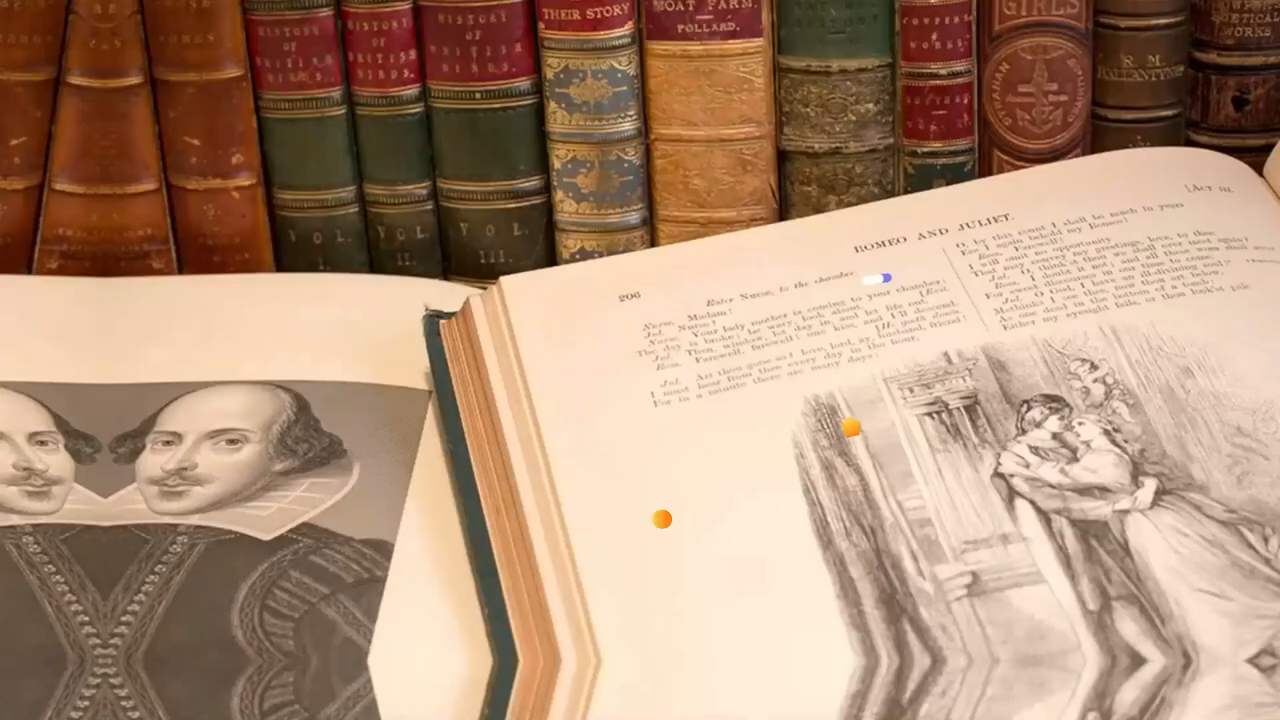 HISTORY
OF
BRITISH
BIRDS.
VOL.
I.
HISTORY
OF
BRITISH
BIRDS.
VOL.
II.
HISTORY
OF
BRITISH
BIRDS.
VOL.
III.
THEIR STORY
MOAT FARM.
POLLARD.
COWPER'S
WORKS.
GIRLS
R. M.
BALLANTYNE
POETICAL
WORKS
206
ROMEO AND JULIET.
[ACT III.
Enter NURSE, to the chamber.
Nurse. Madam!
Jul. Nurse!
Nurse. Your lady mother is coming to your chamber:
The day is broke; be wary, look about. [Exit.
Jul. Then, window, let day in, and let life out.
Rom. Farewell, farewell! one kiss, and I'll descend.
[He goeth down.
Jul. Art thou gone so? love, lord, ay, husband, friend!
I must hear from thee every day in the hour,
For in a minute there are many days:
O, by this count I shall be much in years
Ere I again behold my Romeo!
Rom. Farewell!
I will omit no opportunity
That may convey my greetings, love, to thee.
Jul. O, think'st thou we shall ever meet again?
Rom. I doubt it not; and all these woes shall serve
For sweet discourses in our time to come.
Jul. O God, I have an ill-divining soul!
Methinks I see thee, now thou art below,
As one dead in the bottom of a tomb:
Either my eyesight fails, or thou look'st pale